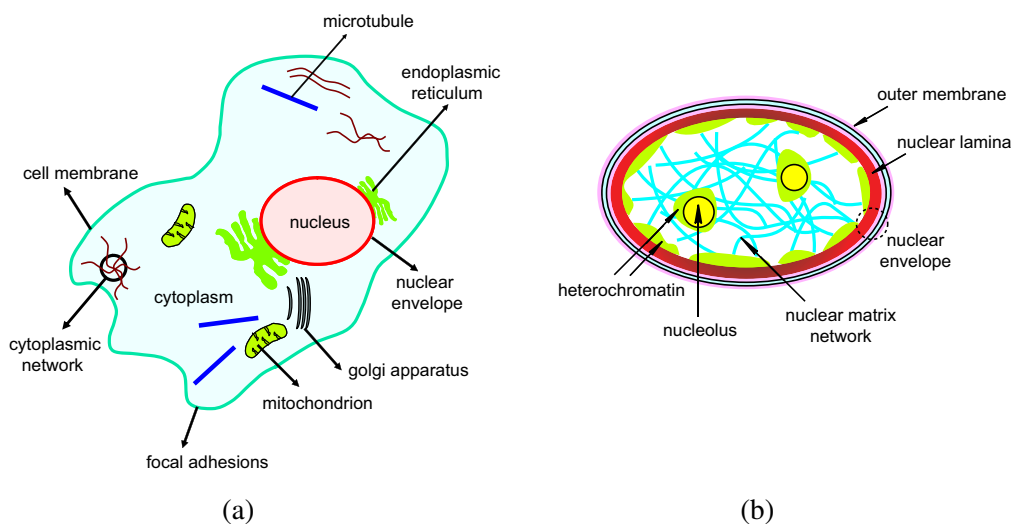 microtubule
endoplasmic
reticulum
cell membrane
nucleus
nuclear
envelope
cytoplasm
cytoplasmic
network
golgi apparatus
mitochondrion
focal adhesions
(a)
outer membrane
nuclear lamina
nuclear
envelope
heterochromatin
nucleolus
nuclear matrix
network
(b)